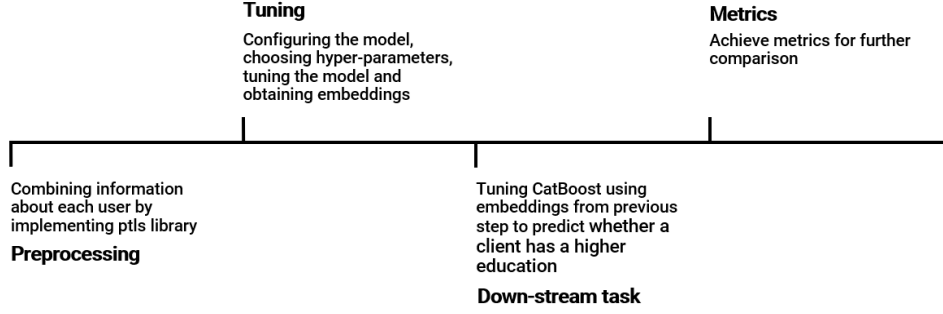 Tuning
Configuring the model,
choosing hyper-parameters,
tuning the model and
obtaining embeddings
Metrics
Achieve metrics for further
comparison
Combining information
about each user by
implementing ptls library
Preprocessing
Tuning CatBoost using
embeddings from previous
step to predict whether a
client has a higher
education
Down-stream task